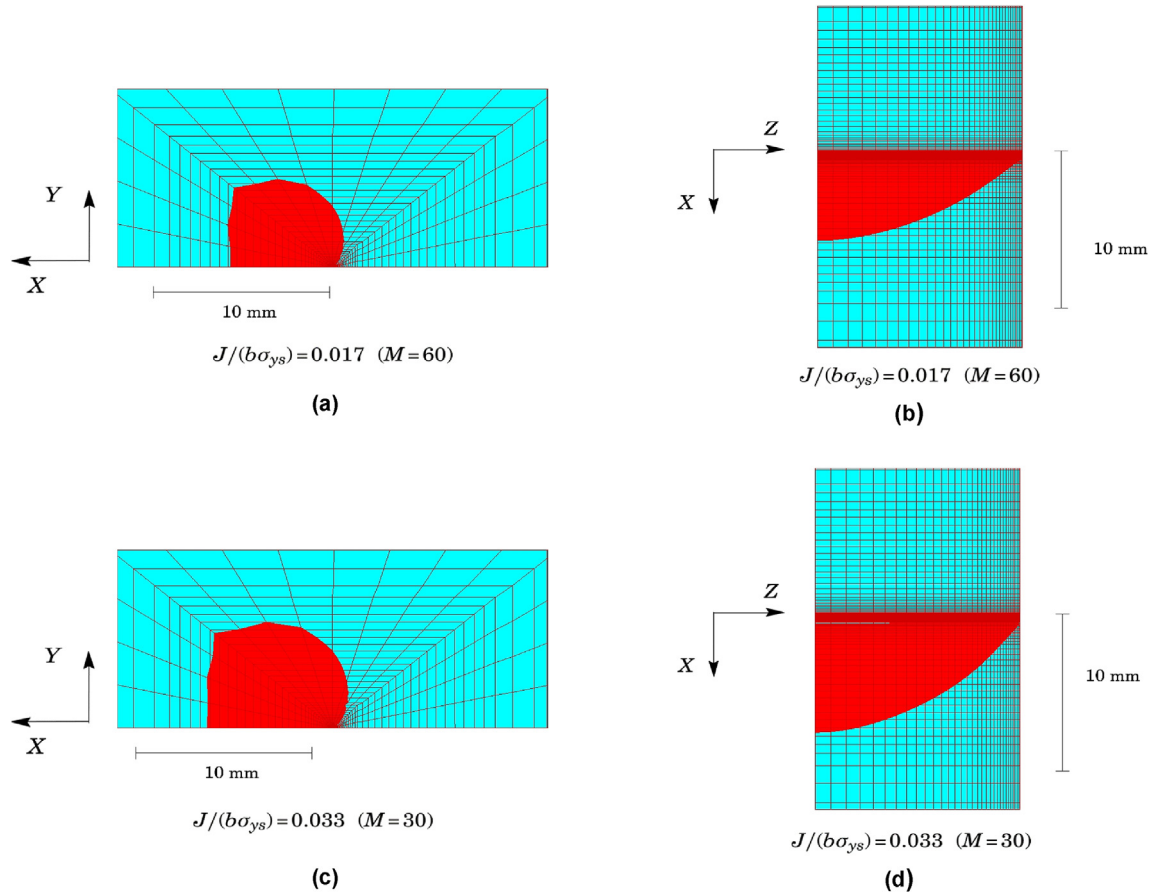 Y
X
10 mm
J/(bσys)=0.017 (M=60)
(a)
Z
X
10 mm
J/(bσys)=0.017 (M=60)
(b)
Y
X
10 mm
J/(bσys)=0.033 (M=30)
(c)
Z
X
10 mm
J/(bσys)=0.033 (M=30)
(d)